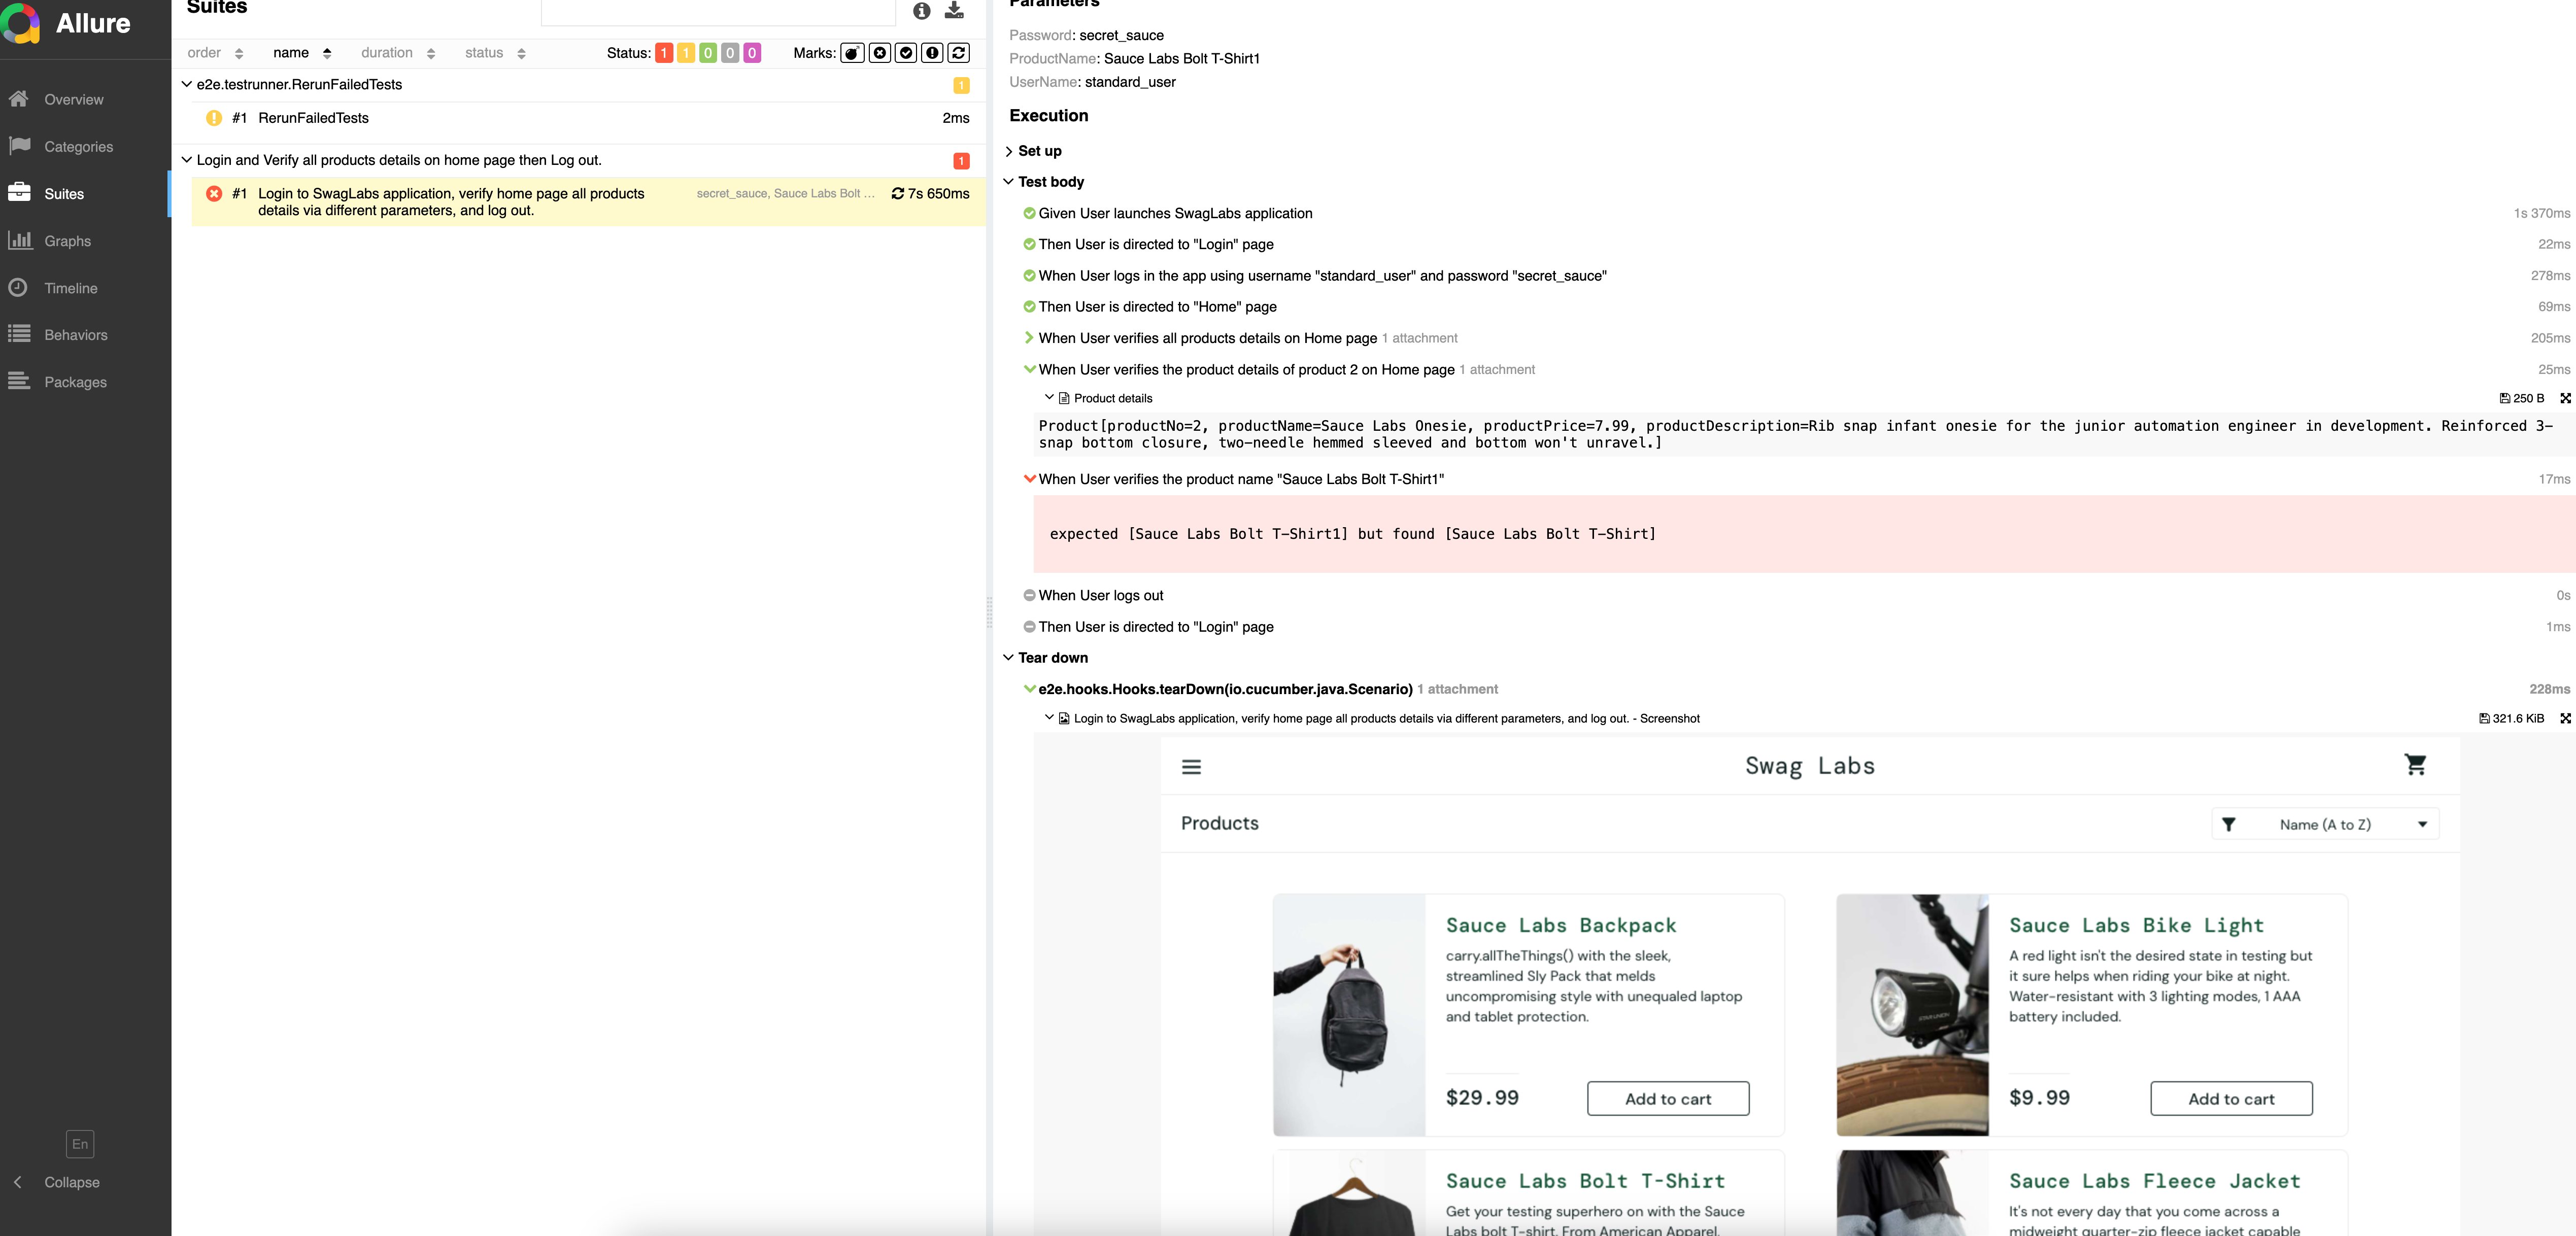 Allure
Overview
Categories
Suites
Graphs
Timeline
Behaviors
Packages
En
Collapse
Suites
order name duration status Status: 1 1 0 0 0 Marks:
e2e.testrunner.RerunFailedTests 1
#1 RerunFailedTests 2ms
Login and Verify all products details on home page then Log out. 1
#1 Login to SwagLabs application, verify home page all products secret_sauce, Sauce Labs Bolt ... 7s 650ms
details via different parameters, and log out.
Parameters
Password: secret_sauce
ProductName: Sauce Labs Bolt T-Shirt1
UserName: standard_user
Execution
Set up
Test body
Given User launches SwagLabs application 1s 370ms
Then User is directed to "Login" page 22ms
When User logs in the app using username "standard_user" and password "secret_sauce" 278ms
Then User is directed to "Home" page 69ms
When User verifies all products details on Home page 1 attachment 205ms
When User verifies the product details of product 2 on Home page 1 attachment 25ms
Product details 250 B
Product[productNo=2, productName=Sauce Labs Onesie, productPrice=7.99, productDescription=Rib snap infant onesie for the junior automation engineer in development. Reinforced 3-
snap bottom closure, two-needle hemmed sleeved and bottom won't unravel.]
When User verifies the product name "Sauce Labs Bolt T-Shirt1" 17ms
expected [Sauce Labs Bolt T-Shirt1] but found [Sauce Labs Bolt T-Shirt]
When User logs out 0s
Then User is directed to "Login" page 1ms
Tear down
e2e.hooks.Hooks.tearDown(io.cucumber.java.Scenario) 1 attachment 228ms
Login to SwagLabs application, verify home page all products details via different parameters, and log out. - Screenshot 321.6 KiB
Swag Labs
Products Name (A to Z)
Sauce Labs Backpack
carry.allTheThings() with the sleek,
streamlined Sly Pack that melds
uncompromising style with unequaled laptop
and tablet protection.
$29.99 Add to cart
Sauce Labs Bike Light
A red light isn't the desired state in testing but
it sure helps when riding your bike at night.
Water-resistant with 3 lighting modes, 1 AAA
battery included.
$9.99 Add to cart
Sauce Labs Bolt T-Shirt
Get your testing superhero on with the Sauce
Labs bolt T-shirt. From American Apparel,
Sauce Labs Fleece Jacket
It's not every day that you come across a
midweight quarter-zip fleece jacket capable